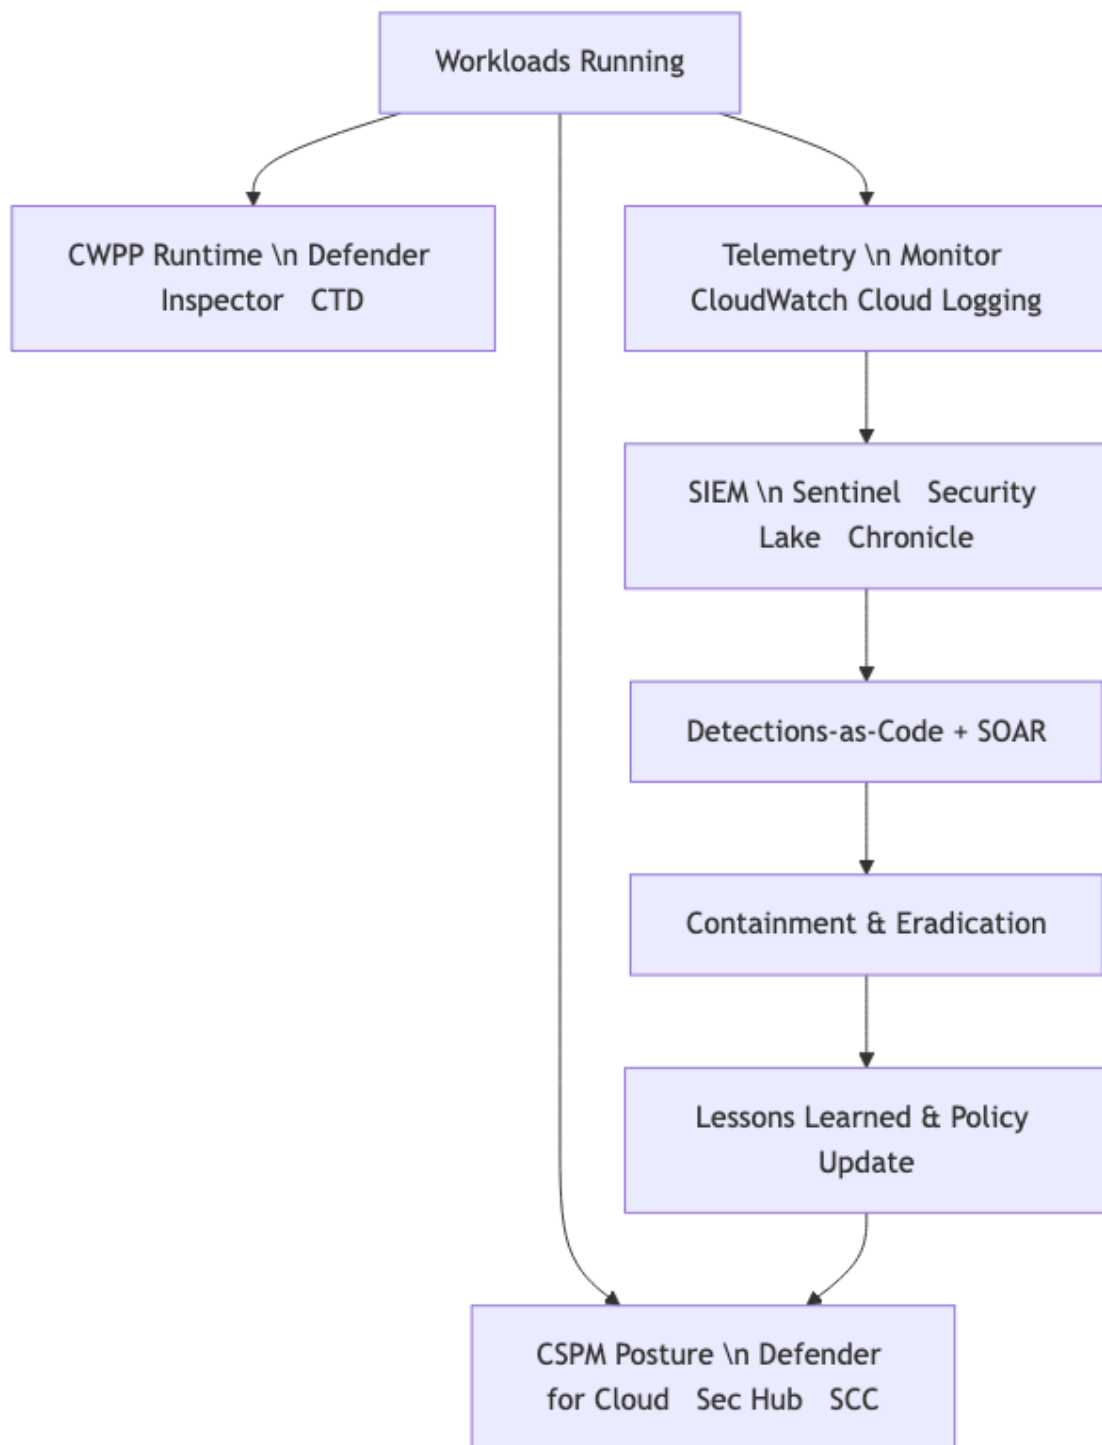 Workloads Running
CWPP Runtime \n Defender
Inspector CTD
Telemetry \n Monitor
CloudWatch Cloud Logging
SIEM \n Sentinel Security
Lake Chronicle
Detections-as-Code + SOAR
Containment & Eradication
Lessons Learned & Policy
Update
CSPM Posture \n Defender
for Cloud Sec Hub SCC